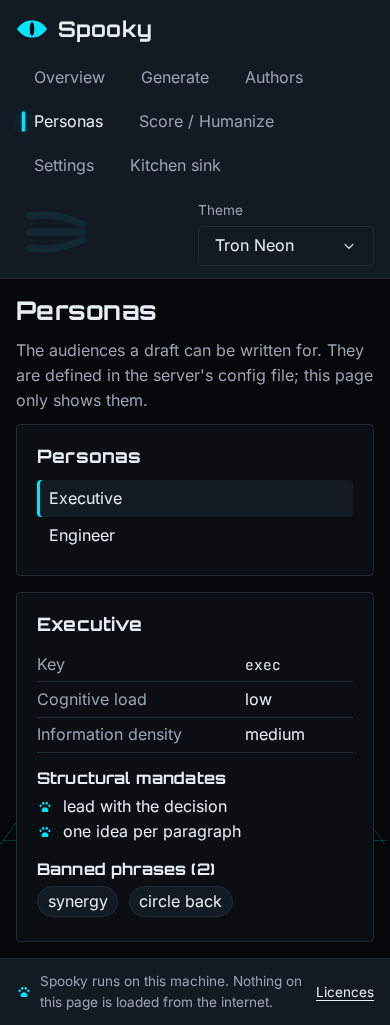 Spooky
Overview Generate Authors
Personas Score / Humanize
Settings Kitchen sink
Theme
Tron Neon
Personas
The audiences a draft can be written for. They
are defined in the server's config file; this page
only shows them.
Personas
Executive
Engineer
Executive
Key exec
Cognitive load low
Information density medium
Structural mandates
lead with the decision
one idea per paragraph
Banned phrases (2)
synergy circle back
Spooky runs on this machine. Nothing on
this page is loaded from the internet.
Licences